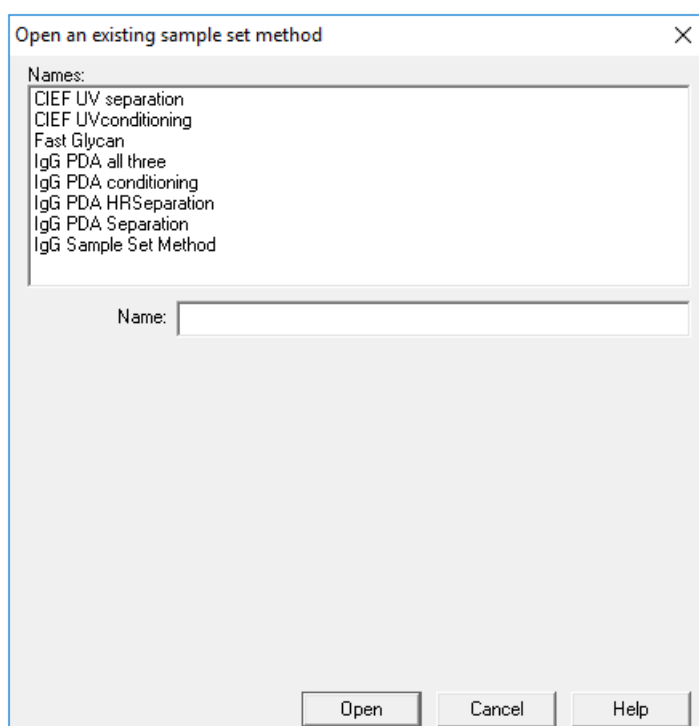 Open an existing sample set method
Names:
CIEF UV separation
CIEF UVconditioning
Fast Glycan
IgG PDA all three
IgG PDA conditioning
IgG PDA HRSeparation
IgG PDA Separation
IgG Sample Set Method
Name:
Open Cancel Help